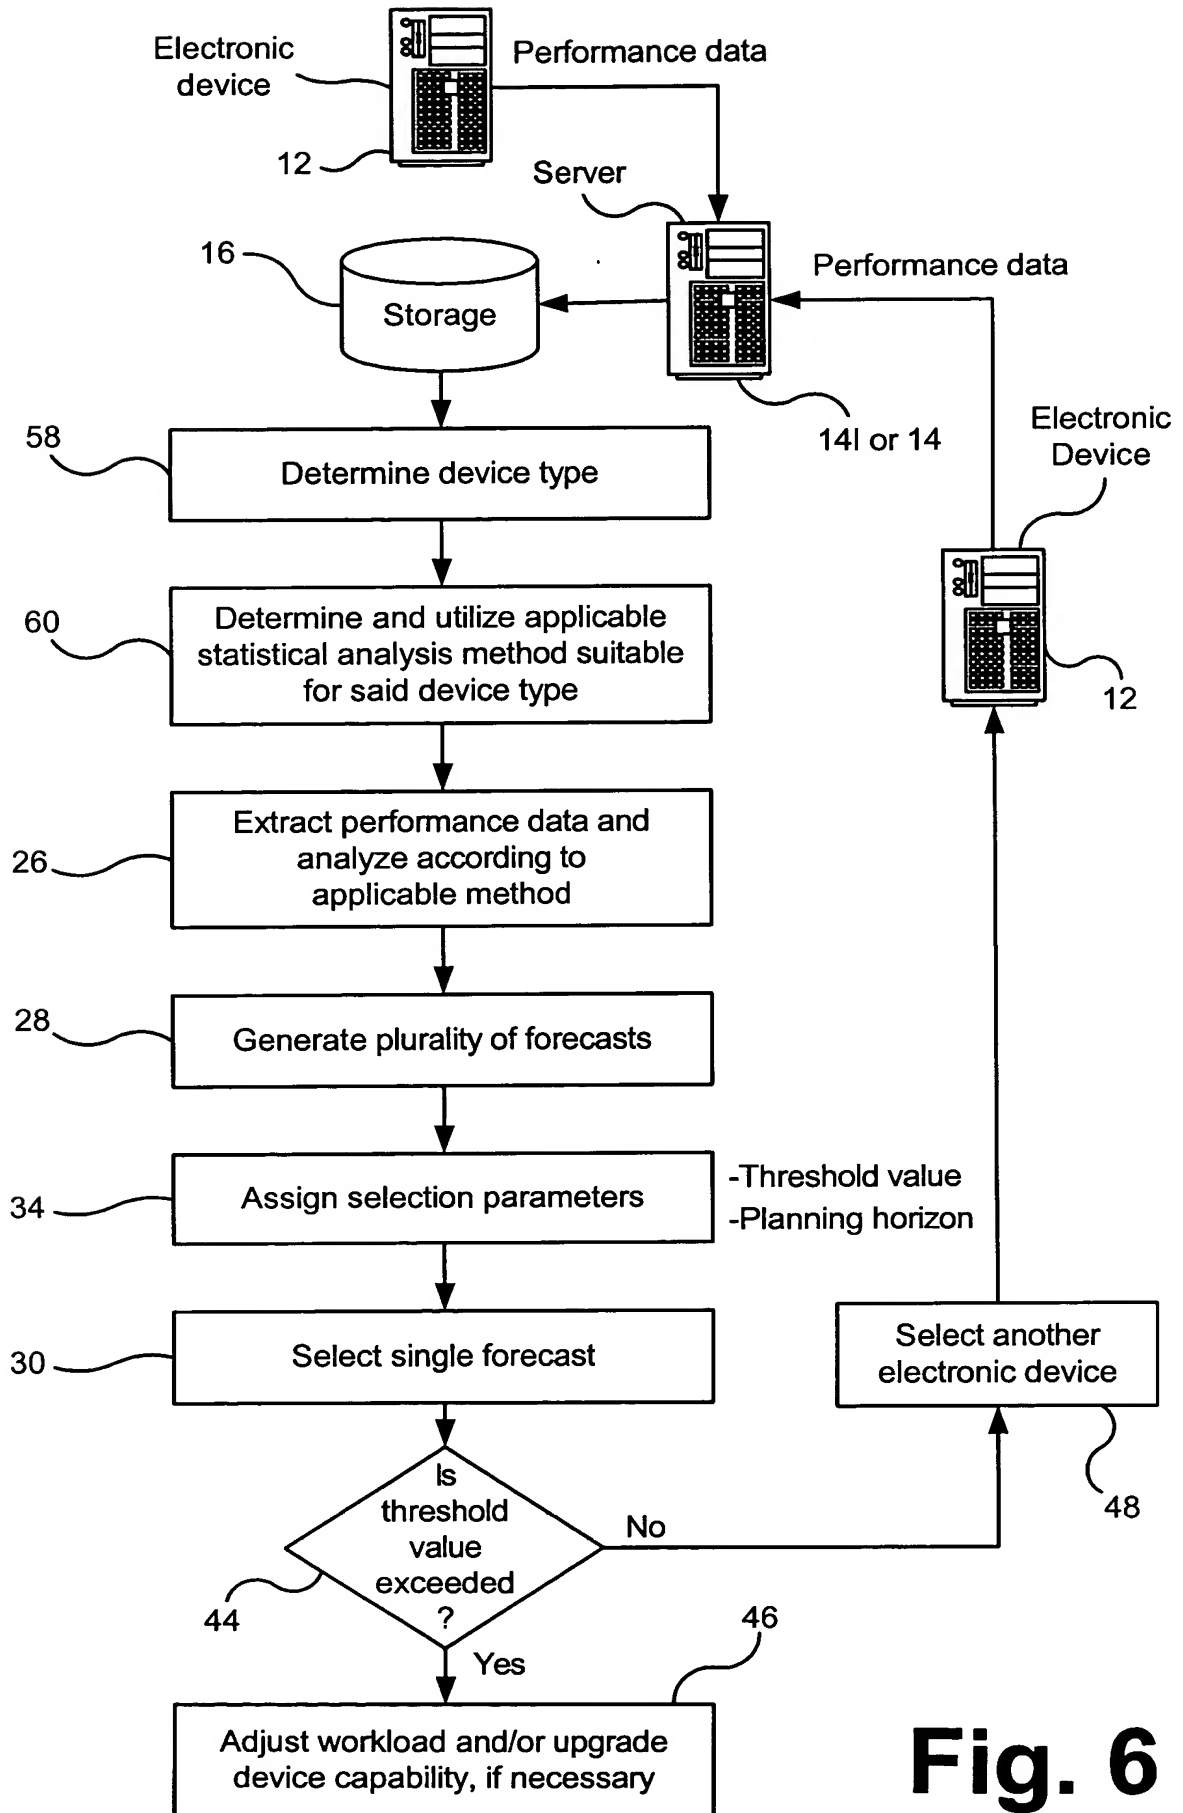 Electronic
device
Performance data
12
Server
16
Storage
Performance data
14I or 14
Electronic
Device
12
58
Determine device type
60
Determine and utilize applicable
statistical analysis method suitable
for said device type
26
Extract performance data and
analyze according to
applicable method
28
Generate plurality of forecasts
34
Assign selection parameters
-Threshold value
-Planning horizon
30
Select single forecast
Select another
electronic device
48
Is
threshold
value
exceeded
?
No
44
Yes
46
Adjust workload and/or upgrade
device capability, if necessary
Fig. 6